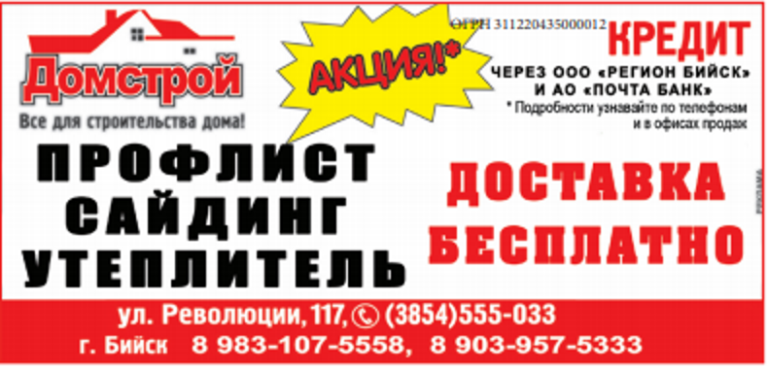 Домстрой
Все для строительства дома!
АКЦИЯ!*
ОГРН 311220435000012
КРЕДИТ
ЧЕРЕЗ ООО «РЕГИОН БИЙСК»
И АО «ПОЧТА БАНК»
* Подробности узнавайте по телефонам
и в офисах продаж
ПРОФЛИСТ
САЙДИНГ
УТЕПЛИТЕЛЬ
ДОСТАВКА
БЕСПЛАТНО
РЕКЛАМА
ул. Революции, 117, (3854)555-033
г. Бийск 8 983-107-5558, 8 903-957-5333